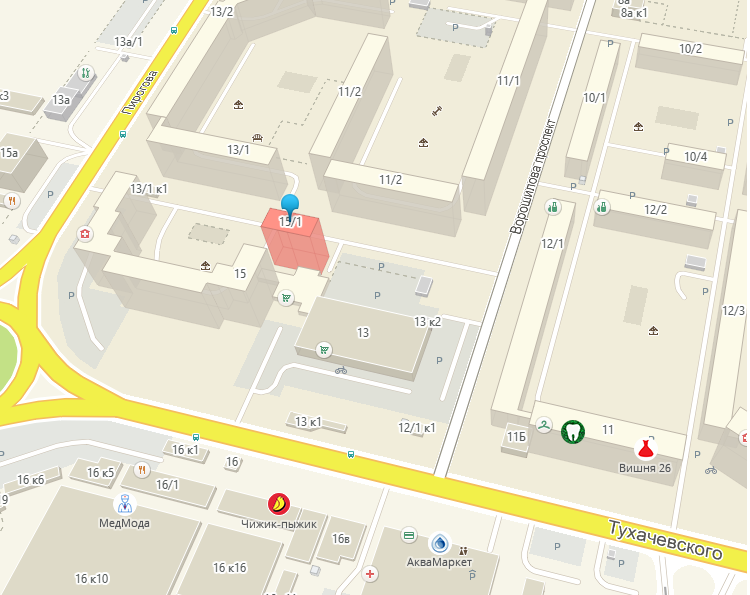 8а
8а к1
13/2
13а/1
Р
10/2
11/1
13а
Пирогова
11/2
10/1
к3
15а
13/1
10/4
Р
11/2
Ворошилова проспект
13/1 к1
Р
15/1
12/2
12/1
15
Р
Р
Р
Р
12/3
13
13 к2
Р
13 к1
12/1 к1
11
11Б
Р
Вишня 26
Р
16 к1
16
16 к5
16 к6
Р
16/1
19
МедМода
Чижик-пыжик
16в
Тухачевского
Р
АкваМаркет
Р
Р
16 к10
16 к16